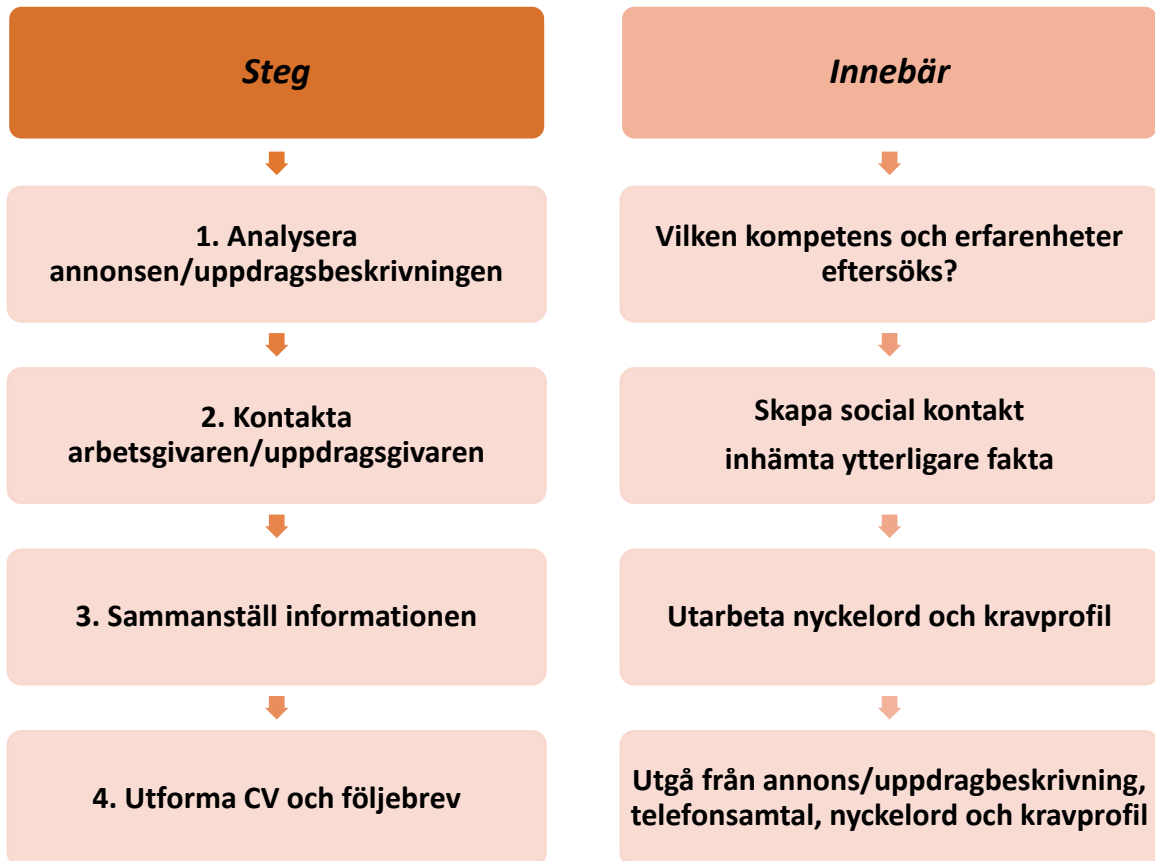 Steg
Innebär
1. Analysera
annonsen/uppdragsbeskrivningen
Vilken kompetens och erfarenheter
eftersöks?
2. Kontakta
arbetsgivaren/uppdragsgivaren
Skapa social kontakt
inhämta ytterligare fakta
3. Sammanställ informationen
Utarbeta nyckelord och kravprofil
4. Utforma CV och följebrev
Utgå från annons/uppdragbeskrivning,
telefonsamtal, nyckelord och kravprofil